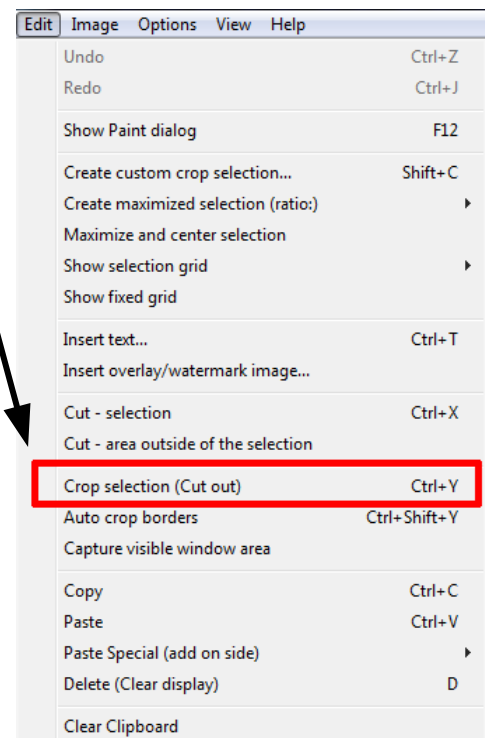 Edit Image Options View Help
Undo Ctrl+Z
Redo Ctrl+J
Show Paint dialog F12
Create custom crop selection... Shift+C
Create maximized selection (ratio:)
Maximize and center selection
Show selection grid
Show fixed grid
Insert text... Ctrl+T
Insert overlay/watermark image...
Cut - selection Ctrl+X
Cut - area outside of the selection
Crop selection (Cut out) Ctrl+Y
Auto crop borders Ctrl+Shift+Y
Capture visible window area
Copy Ctrl+C
Paste Ctrl+V
Paste Special (add on side)
Delete (Clear display) D
Clear Clipboard